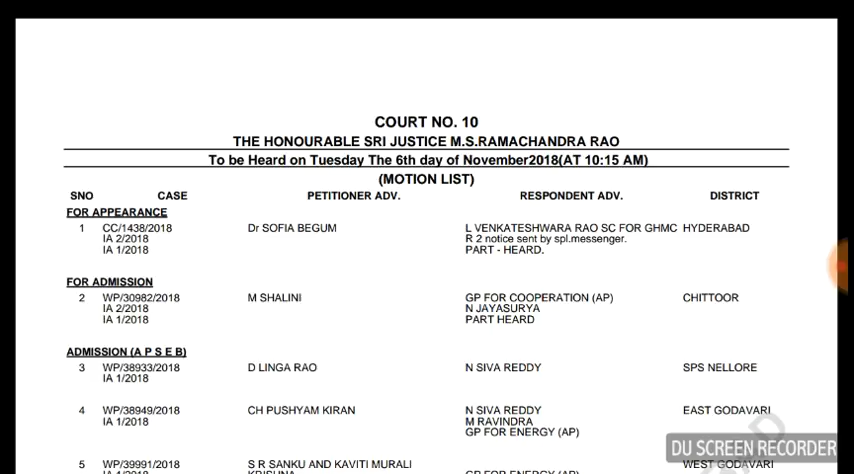 COURT NO. 10
THE HONOURABLE SRI JUSTICE M.S.RAMACHANDRA RAO
To be Heard on Tuesday The 6th day of November2018(AT 10:15 AM)
(MOTION LIST)
SNO CASE PETITIONER ADV. RESPONDENT ADV. DISTRICT
FOR APPEARANCE
1 CC/1438/2018 Dr SOFIA BEGUM L VENKATESHWARA RAO SC FOR GHMC HYDERABAD
IA 2/2018 R 2 notice sent by spl.messenger.
IA 1/2018 PART - HEARD.
FOR ADMISSION
2 WP/30982/2018 M SHALINI GP FOR COOPERATION (AP) CHITTOOR
IA 2/2018 N JAYASURYA
IA 1/2018 PART HEARD
ADMISSION (A P S E B)
3 WP/38933/2018 D LINGA RAO N SIVA REDDY SPS NELLORE
IA 1/2018
4 WP/38949/2018 CH PUSHYAM KIRAN N SIVA REDDY EAST GODAVARI
IA 1/2018 M RAVINDRA
GP FOR ENERGY (AP)
DU SCREEN RECORDER
5 WP/39991/2018 S R SANKU AND KAVITI MURALI WEST GODAVARI
IA 1/2018 KRISHNA GP FOR ENERGY (AP)